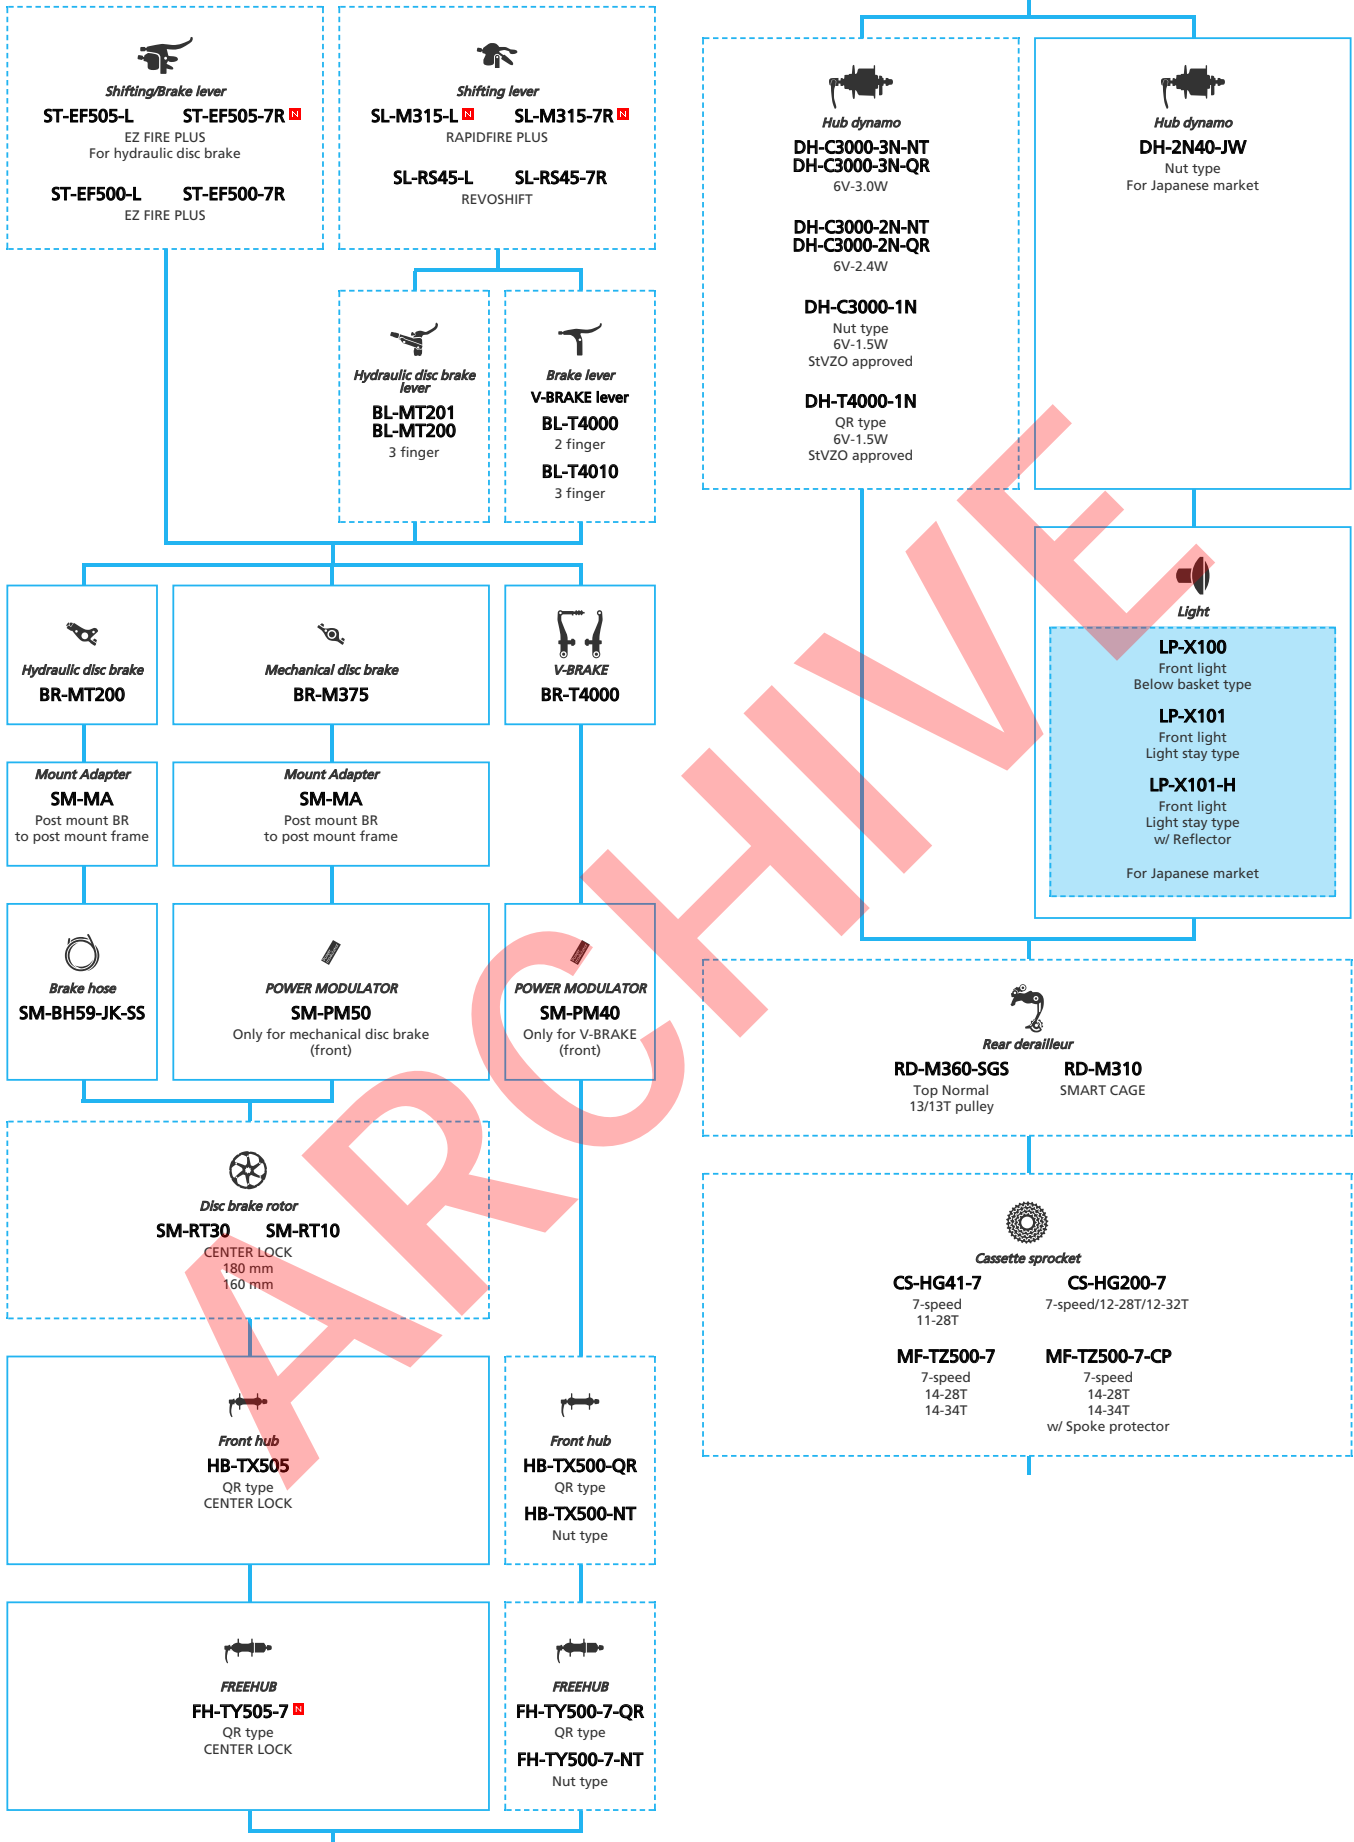 Shifting/Brake lever
ST-EF505-L ST-EF505-7R N
EZ FIRE PLUS
For hydraulic disc brake
ST-EF500-L ST-EF500-7R
EZ FIRE PLUS
Shifting lever
SL-M315-L N SL-M315-7R N
RAPIDFIRE PLUS
SL-RS45-L SL-RS45-7R
REVOSHIFT
Hydraulic disc brake
lever
BL-MT201
BL-MT200
3 finger
Brake lever
V-BRAKE lever
BL-T4000
2 finger
BL-T4010
3 finger
Hydraulic disc brake
BR-MT200
Mechanical disc brake
BR-M375
V-BRAKE
BR-T4000
Mount Adapter
SM-MA
Post mount BR
to post mount frame
Mount Adapter
SM-MA
Post mount BR
to post mount frame
Brake hose
SM-BH59-JK-SS
POWER MODULATOR
SM-PM50
Only for mechanical disc brake
(front)
POWER MODULATOR
SM-PM40
Only for V-BRAKE
(front)
Disc brake rotor
SM-RT30 SM-RT10
CENTER LOCK
180 mm
160 mm
Front hub
HB-TX505
QR type
CENTER LOCK
Front hub
HB-TX500-QR
QR type
HB-TX500-NT
Nut type
FREEHUB
FH-TY505-7 N
QR type
CENTER LOCK
FREEHUB
FH-TY500-7-QR
QR type
FH-TY500-7-NT
Nut type
Hub dynamo
DH-C3000-3N-NT
DH-C3000-3N-QR
6V-3.0W
DH-C3000-2N-NT
DH-C3000-2N-QR
6V-2.4W
DH-C3000-1N
Nut type
6V-1.5W
StVZO approved
DH-T4000-1N
QR type
6V-1.5W
StVZO approved
Hub dynamo
DH-2N40-JW
Nut type
For Japanese market
Light
LP-X100
Front light
Below basket type
LP-X101
Front light
Light stay type
LP-X101-H
Front light
Light stay type
w/ Reflector
For Japanese market
Rear derailleur
RD-M360-SGS RD-M310
Top Normal SMART CAGE
13/13T pulley
Cassette sprocket
CS-HG41-7 CS-HG200-7
7-speed 7-speed/12-28T/12-32T
11-28T
MF-TZ500-7 MF-TZ500-7-CP
7-speed 7-speed
14-28T 14-28T
14-34T 14-34T
w/ Spoke protector
ARCHIVE